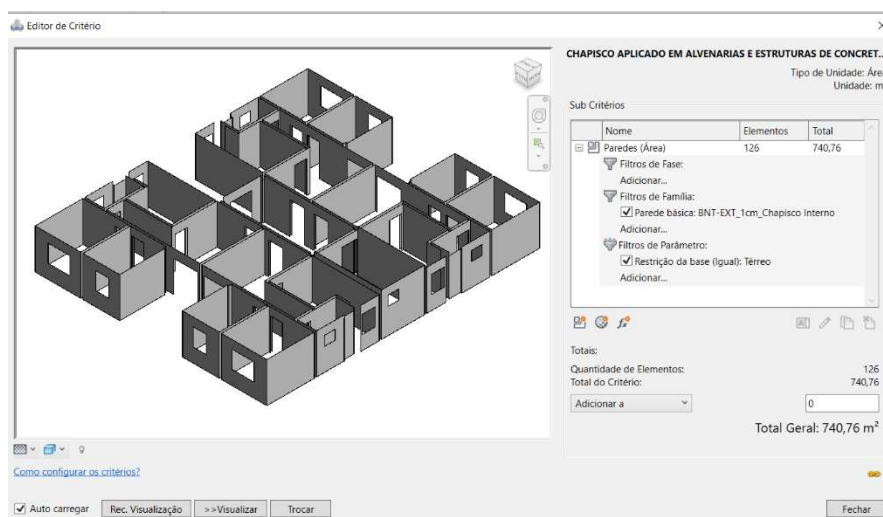 Editor de Critério
CHAPISCO APLICADO EM ALVENARIAS E ESTRUTURAS DE CONCRET...
Tipo de Unidade: Área
Unidade: m
Sub Critérios
Nome Elementos Total
Paredes (Área) 126 740,76
Filtros de Fase:
Adicionar...
Filtros de Família:
Parede básica: BNT-EXT_1cm_Chapisco Interno
Adicionar...
Filtros de Parâmetro:
Restrição da base (Igual): Térreo
Adicionar...
Totais:
Quantidade de Elementos: 126
Total do Critério: 740,76
Adicionar a 0
Total Geral: 740,76 m²
Como configurar os critérios?
Auto carregar Rec. Visualização >>Visualizar Trocar Fechar